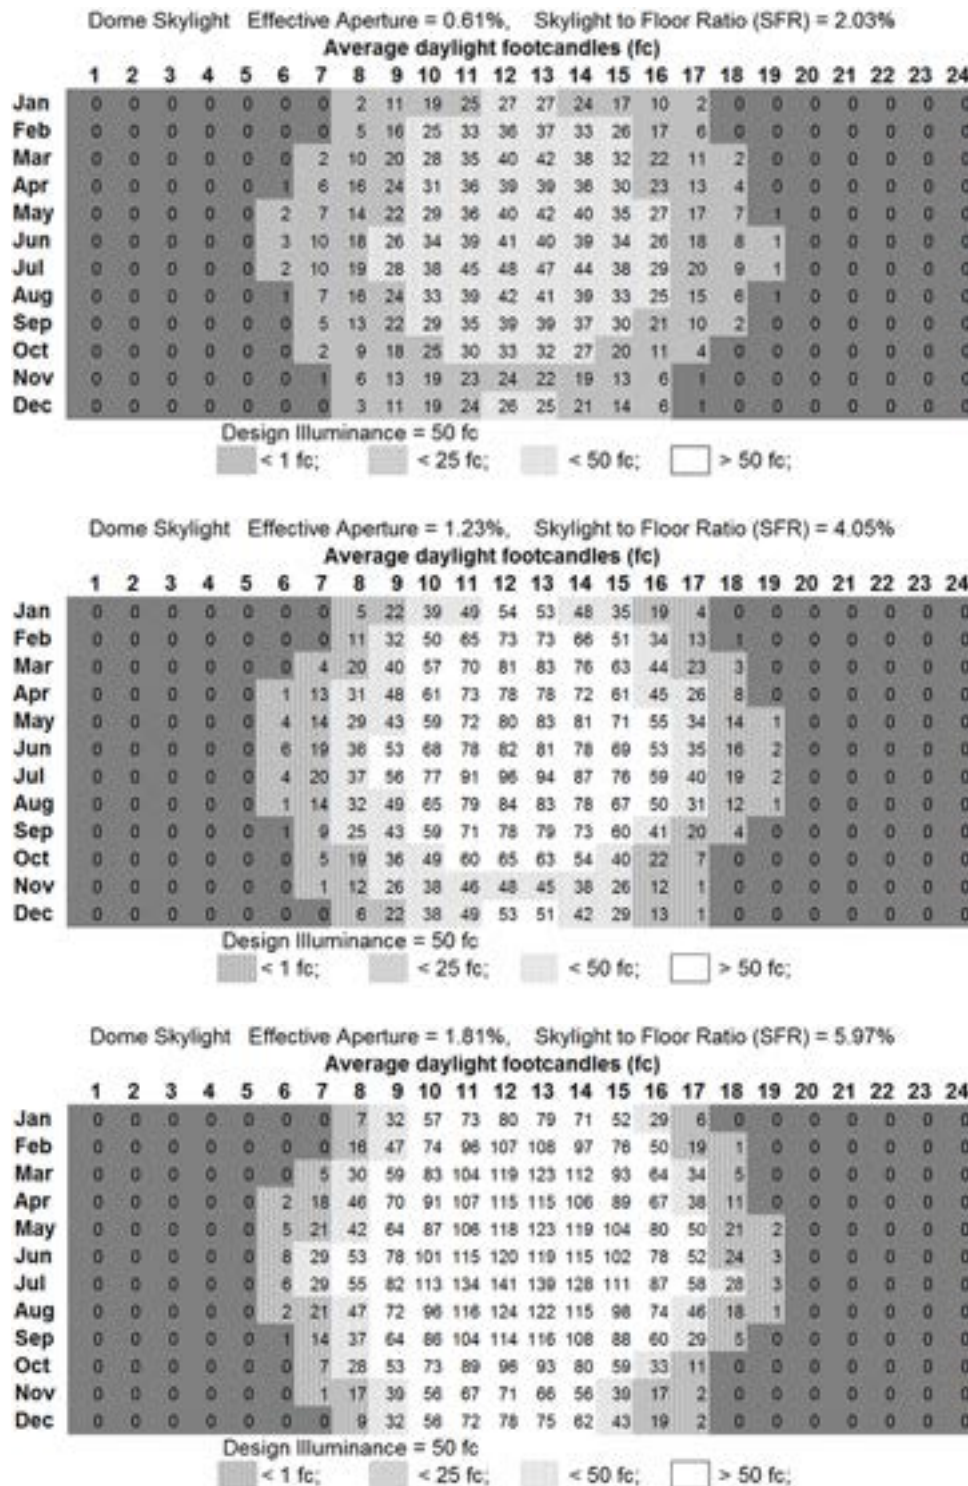 Dome Skylight Effective Aperture = 0.61%, Skylight to Floor Ratio (SFR) = 2.03%
Average daylight footcandles (fc)
1 2 3 4 5 6 7 8 9 10 11 12 13 14 15 16 17 18 19 20 21 22 23 24
Jan 0 0 0 0 0 0 0 2 11 19 25 27 27 24 17 10 2 0 0 0 0 0 0 0
Feb 0 0 0 0 0 0 0 5 16 25 33 36 37 33 26 17 6 0 0 0 0 0 0 0
Mar 0 0 0 0 0 0 2 10 20 28 35 40 42 38 32 22 11 2 0 0 0 0 0 0
Apr 0 0 0 0 0 1 6 16 24 31 36 39 39 36 30 23 13 4 0 0 0 0 0 0
May 0 0 0 0 0 2 7 14 22 29 36 40 42 40 35 27 17 7 1 0 0 0 0 0
Jun 0 0 0 0 0 3 10 18 26 34 39 41 40 39 34 26 18 8 1 0 0 0 0 0
Jul 0 0 0 0 0 2 10 19 28 38 45 48 47 44 38 29 20 9 1 0 0 0 0 0
Aug 0 0 0 0 0 1 7 16 24 33 39 42 41 39 33 25 15 6 1 0 0 0 0 0
Sep 0 0 0 0 0 0 5 13 22 29 35 39 39 37 30 21 10 2 0 0 0 0 0 0
Oct 0 0 0 0 0 0 2 9 18 25 30 33 32 27 20 11 4 0 0 0 0 0 0 0
Nov 0 0 0 0 0 0 1 6 13 19 23 24 22 19 13 6 1 0 0 0 0 0 0 0
Dec 0 0 0 0 0 0 0 3 11 19 24 26 25 21 14 6 1 0 0 0 0 0 0 0
Design Illuminance = 50 fc
< 1 fc; < 25 fc; < 50 fc; > 50 fc;
Dome Skylight Effective Aperture = 1.23%, Skylight to Floor Ratio (SFR) = 4.05%
Average daylight footcandles (fc)
1 2 3 4 5 6 7 8 9 10 11 12 13 14 15 16 17 18 19 20 21 22 23 24
Jan 0 0 0 0 0 0 0 5 22 39 49 54 53 48 35 19 4 0 0 0 0 0 0 0
Feb 0 0 0 0 0 0 0 11 32 50 65 73 73 66 51 34 13 1 0 0 0 0 0 0
Mar 0 0 0 0 0 0 4 20 40 57 70 81 83 76 63 44 23 3 0 0 0 0 0 0
Apr 0 0 0 0 0 1 13 31 48 61 73 78 78 72 61 45 26 8 0 0 0 0 0 0
May 0 0 0 0 0 4 14 29 43 59 72 80 83 81 71 55 34 14 1 0 0 0 0 0
Jun 0 0 0 0 0 6 19 36 53 68 78 82 81 78 69 53 35 16 2 0 0 0 0 0
Jul 0 0 0 0 0 4 20 37 56 77 91 96 94 87 76 59 40 19 2 0 0 0 0 0
Aug 0 0 0 0 0 1 14 32 49 65 79 84 83 78 67 50 31 12 1 0 0 0 0 0
Sep 0 0 0 0 0 1 9 25 43 59 71 78 79 73 60 41 20 4 0 0 0 0 0 0
Oct 0 0 0 0 0 0 5 19 36 49 60 65 63 54 40 22 7 0 0 0 0 0 0 0
Nov 0 0 0 0 0 0 1 12 26 38 46 48 45 38 26 12 1 0 0 0 0 0 0 0
Dec 0 0 0 0 0 0 0 6 22 38 49 53 51 42 29 13 1 0 0 0 0 0 0 0
Design Illuminance = 50 fc
< 1 fc; < 25 fc; < 50 fc; > 50 fc;
Dome Skylight Effective Aperture = 1.81%, Skylight to Floor Ratio (SFR) = 5.97%
Average daylight footcandles (fc)
1 2 3 4 5 6 7 8 9 10 11 12 13 14 15 16 17 18 19 20 21 22 23 24
Jan 0 0 0 0 0 0 0 7 32 57 73 80 79 71 52 29 6 0 0 0 0 0 0 0
Feb 0 0 0 0 0 0 0 16 47 74 96 107 108 97 76 50 19 1 0 0 0 0 0 0
Mar 0 0 0 0 0 0 5 30 59 83 104 119 123 112 93 64 34 5 0 0 0 0 0 0
Apr 0 0 0 0 0 2 18 46 70 91 107 115 115 106 89 67 38 11 0 0 0 0 0 0
May 0 0 0 0 0 5 21 42 64 87 106 118 123 119 104 80 50 21 2 0 0 0 0 0
Jun 0 0 0 0 0 8 29 53 78 101 115 120 119 115 102 78 52 24 3 0 0 0 0 0
Jul 0 0 0 0 0 6 29 55 82 113 134 141 139 128 111 87 58 28 3 0 0 0 0 0
Aug 0 0 0 0 0 2 21 47 72 96 116 124 122 115 98 74 46 18 1 0 0 0 0 0
Sep 0 0 0 0 0 1 14 37 64 86 104 114 116 108 88 60 29 5 0 0 0 0 0 0
Oct 0 0 0 0 0 0 7 28 53 73 89 96 93 80 59 33 11 0 0 0 0 0 0 0
Nov 0 0 0 0 0 0 1 17 39 56 67 71 66 56 39 17 2 0 0 0 0 0 0 0
Dec 0 0 0 0 0 0 0 9 32 56 72 78 75 62 43 19 2 0 0 0 0 0 0 0
Design Illuminance = 50 fc
< 1 fc; < 25 fc; < 50 fc; > 50 fc;